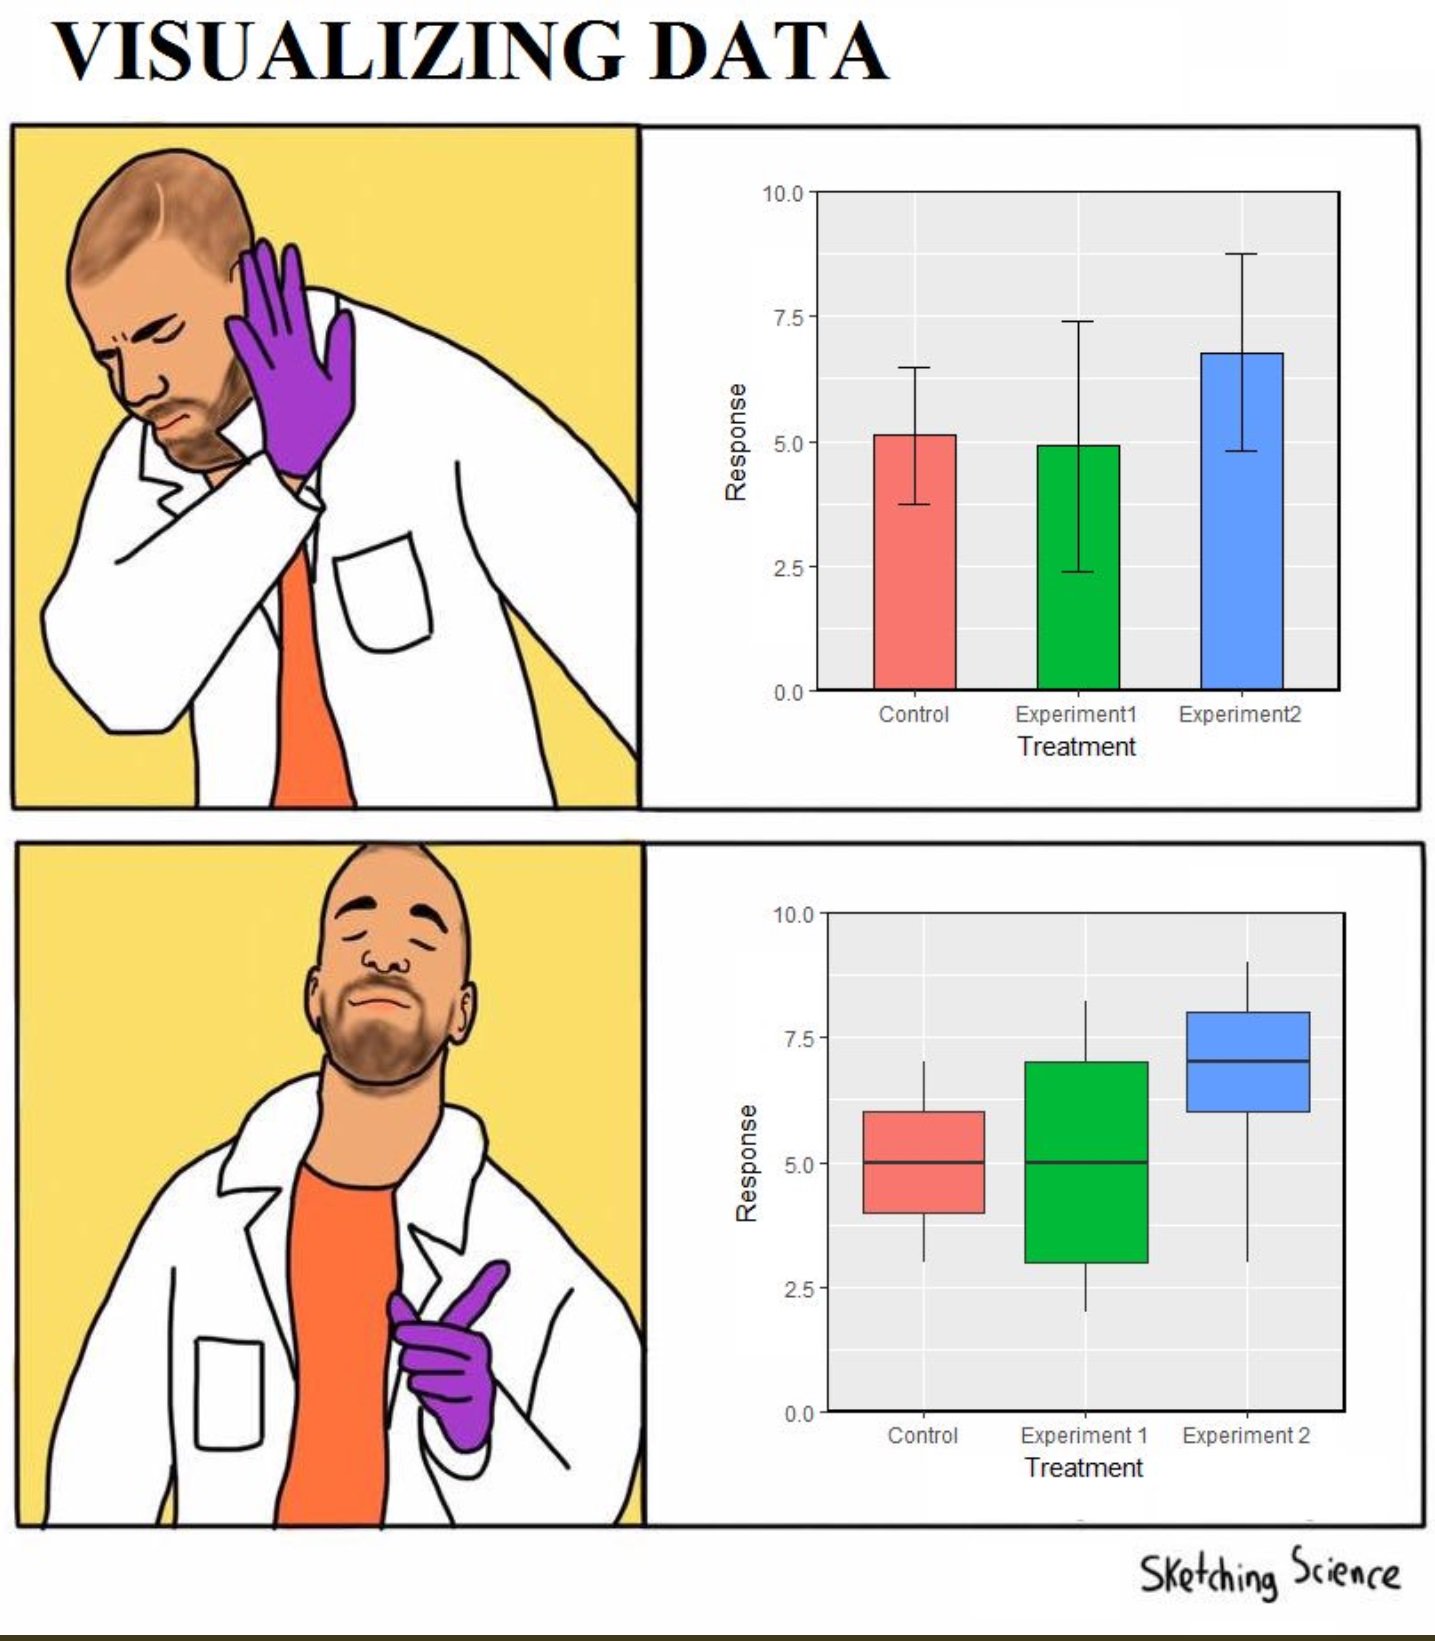 VISUALIZING DATA
10.0
7.5
5.0
2.5
0.0
Response
Control Experiment1 Experiment2
Treatment
10.0
7.5
5.0
2.5
0.0
Response
Control Experiment 1 Experiment 2
Treatment
Sketching Science